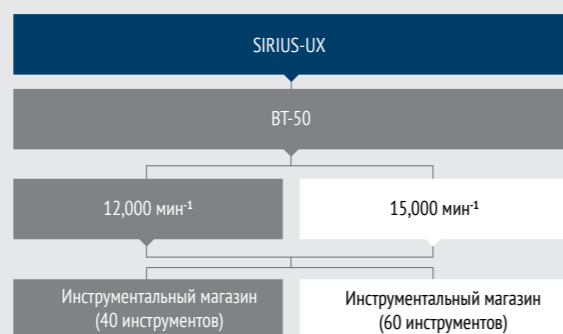 SIRIUS-UX
BT-50
12,000 мин⁻¹
15,000 мин⁻¹
Инструментальный магазин
(40 инструментов)
Инструментальный магазин
(60 инструментов)